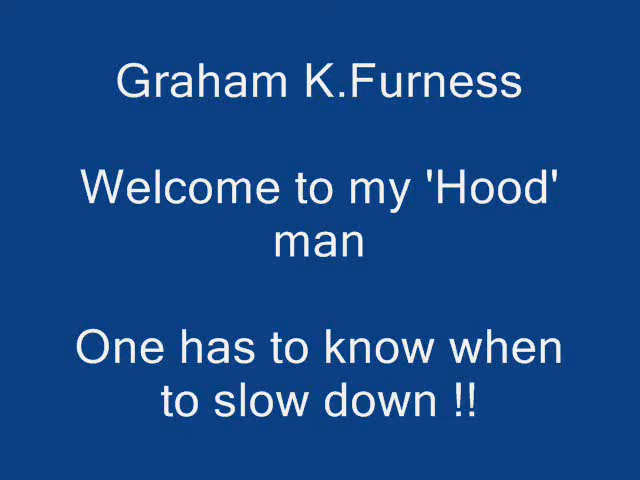 Graham K.Furness
Welcome to my 'Hood'
man
One has to know when
to slow down !!